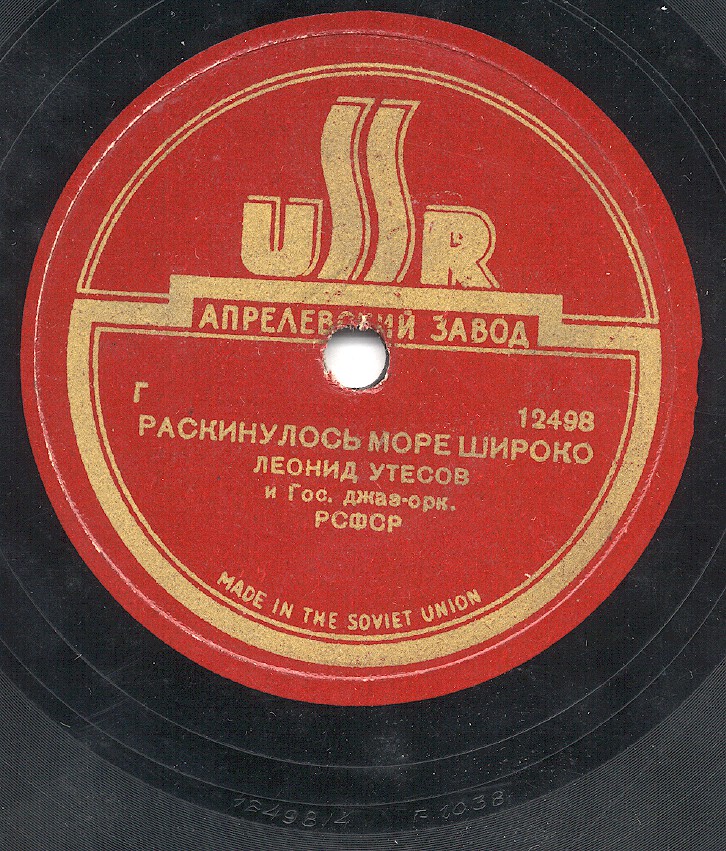 USSR
АПРЕЛЕВСКИЙ ЗАВОД
Г 12498
РАСКИНУЛОСЬ МОРЕ ШИРОКО
ЛЕОНИД УТЕСОВ
и Гос. джаз-орк.
РСФСР
MADE IN THE SOVIET UNION